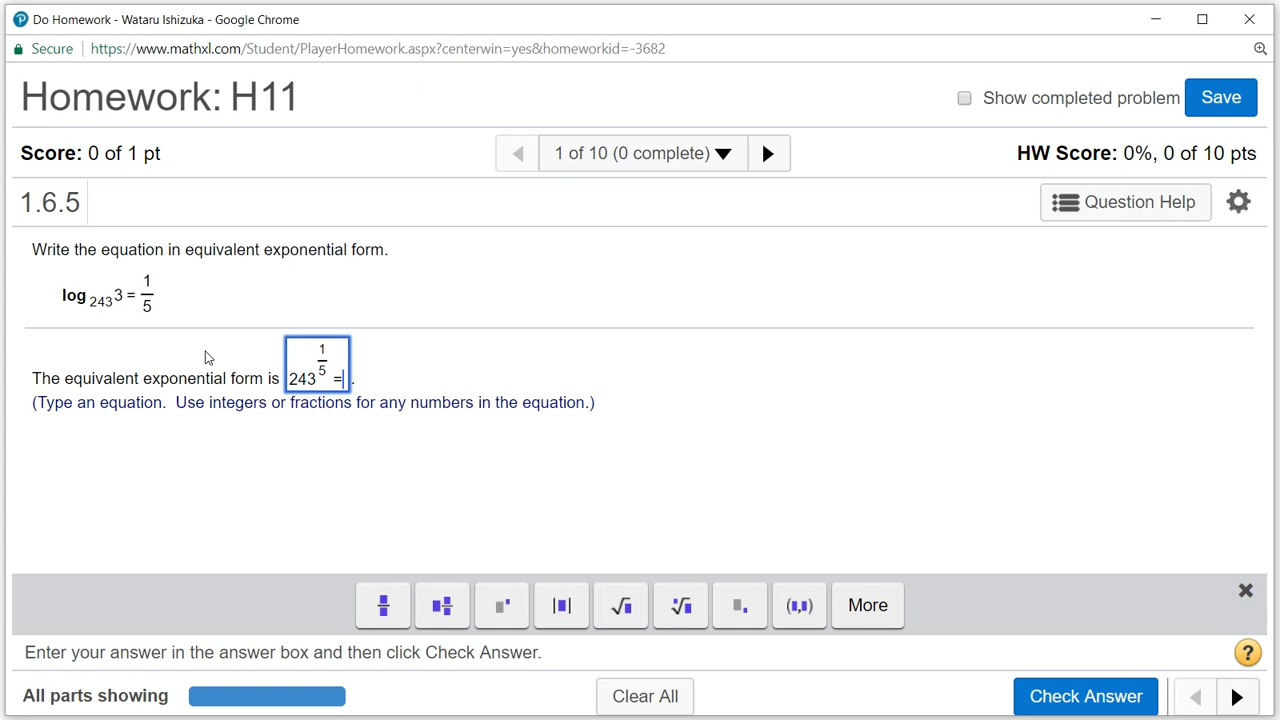 Do Homework - Wataru Ishizuka - Google Chrome
Secure https://www.mathxl.com/Student/PlayerHomework.aspx?centerwin=yes&homeworkid=-3682
Homework: H11
Show completed problem
Save
Score: 0 of 1 pt
1 of 10 (0 complete)
HW Score: 0%, 0 of 10 pts
1.6.5
Question Help
Write the equation in equivalent exponential form.
log 243 3 = 1/5
The equivalent exponential form is 243^(1/5) = .
(Type an equation. Use integers or fractions for any numbers in the equation.)
More
Enter your answer in the answer box and then click Check Answer.
?
All parts showing
Clear All
Check Answer